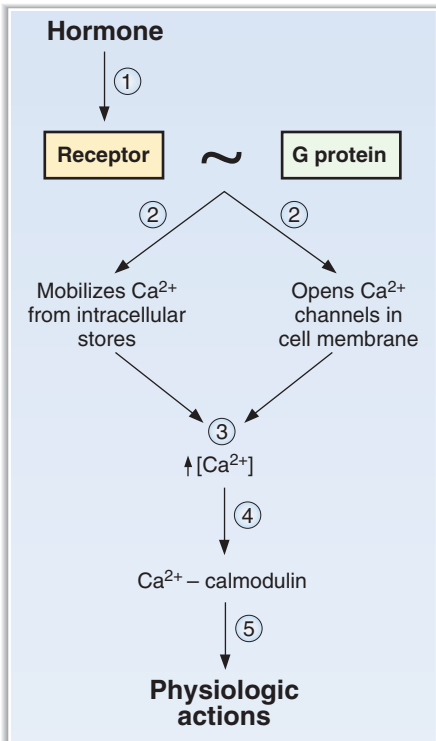 Hormone
①
Receptor ~ G protein
② ②
Mobilizes Ca²⁺
from intracellular
stores
Opens Ca²⁺
channels in
cell membrane
③
↑[Ca²⁺]
④
Ca²⁺ – calmodulin
⑤
Physiologic
actions